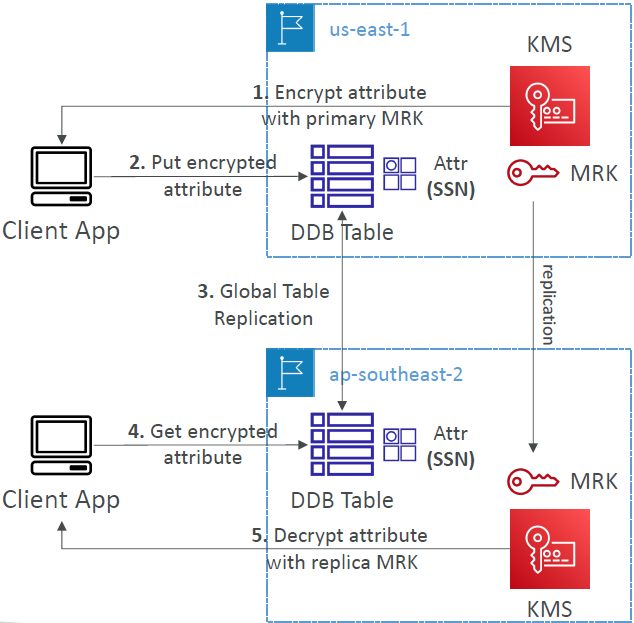 us-east-1
KMS
1. Encrypt attribute
with primary MRK
2. Put encrypted
attribute
Attr
(SSN)
MRK
Client App
DDB Table
3. Global Table
Replication
replication
ap-southeast-2
4. Get encrypted
attribute
Attr
(SSN)
MRK
Client App
DDB Table
5. Decrypt attribute
with replica MRK
KMS